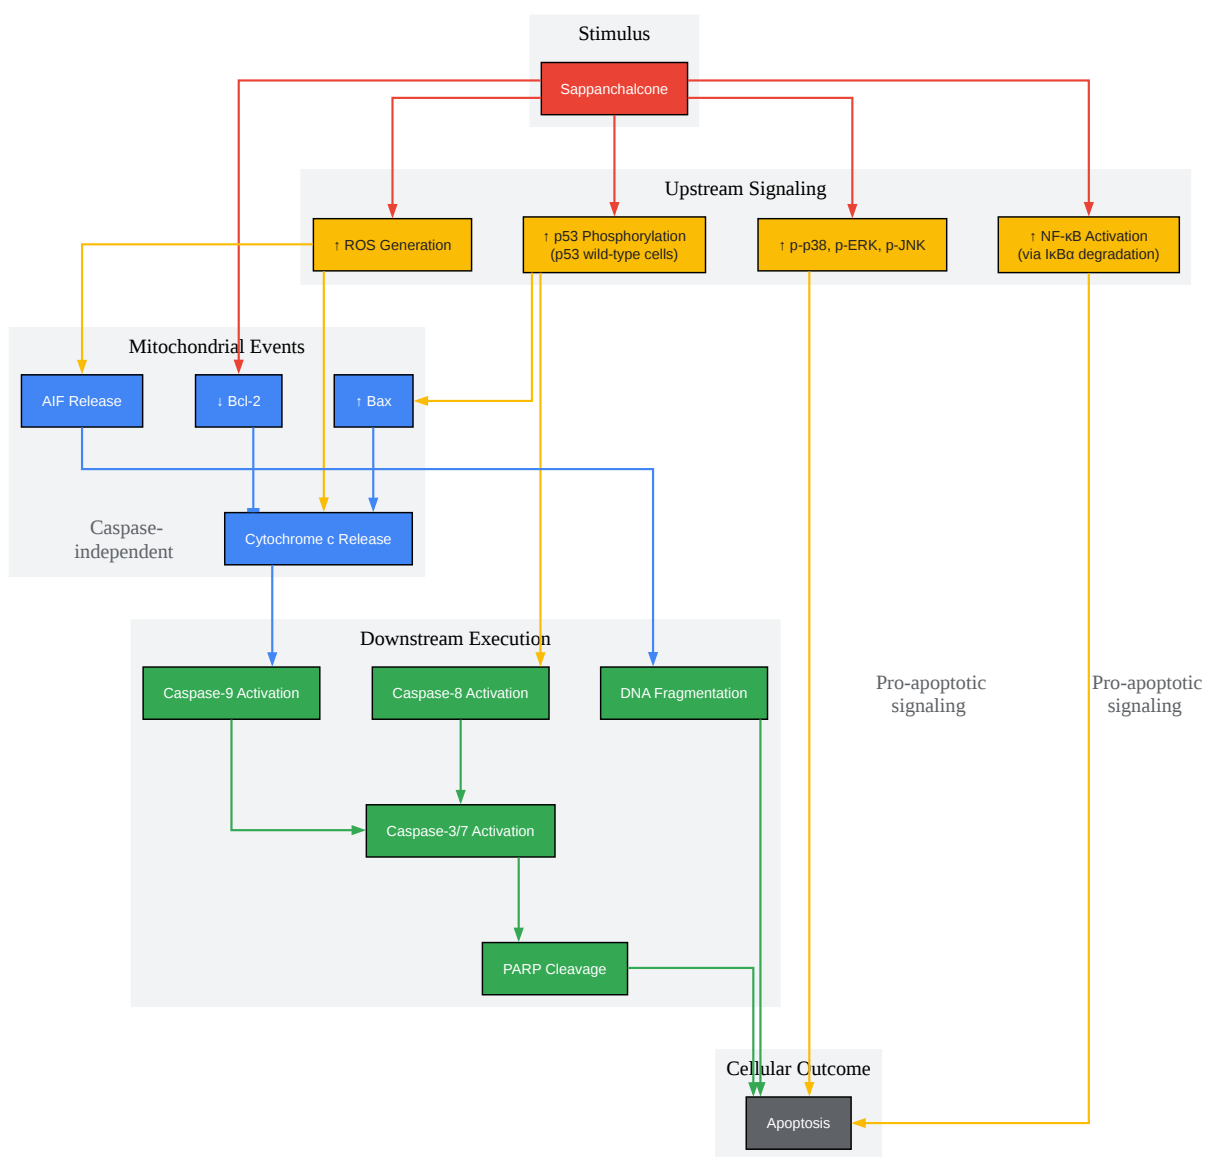 Stimulus
Sappanchalcone
Upstream Signaling
↑ ROS Generation
↑ p53 Phosphorylation
(p53 wild-type cells)
↑ p-p38, p-ERK, p-JNK
↑ NF-κB Activation
(via IκBα degradation)
Mitochondrial Events
AIF Release
↓ Bcl-2
↑ Bax
Caspase-
independent
Cytochrome c Release
Downstream Execution
Caspase-9 Activation
Caspase-8 Activation
DNA Fragmentation
Pro-apoptotic
signaling
Pro-apoptotic
signaling
Caspase-3/7 Activation
PARP Cleavage
Cellular Outcome
Apoptosis